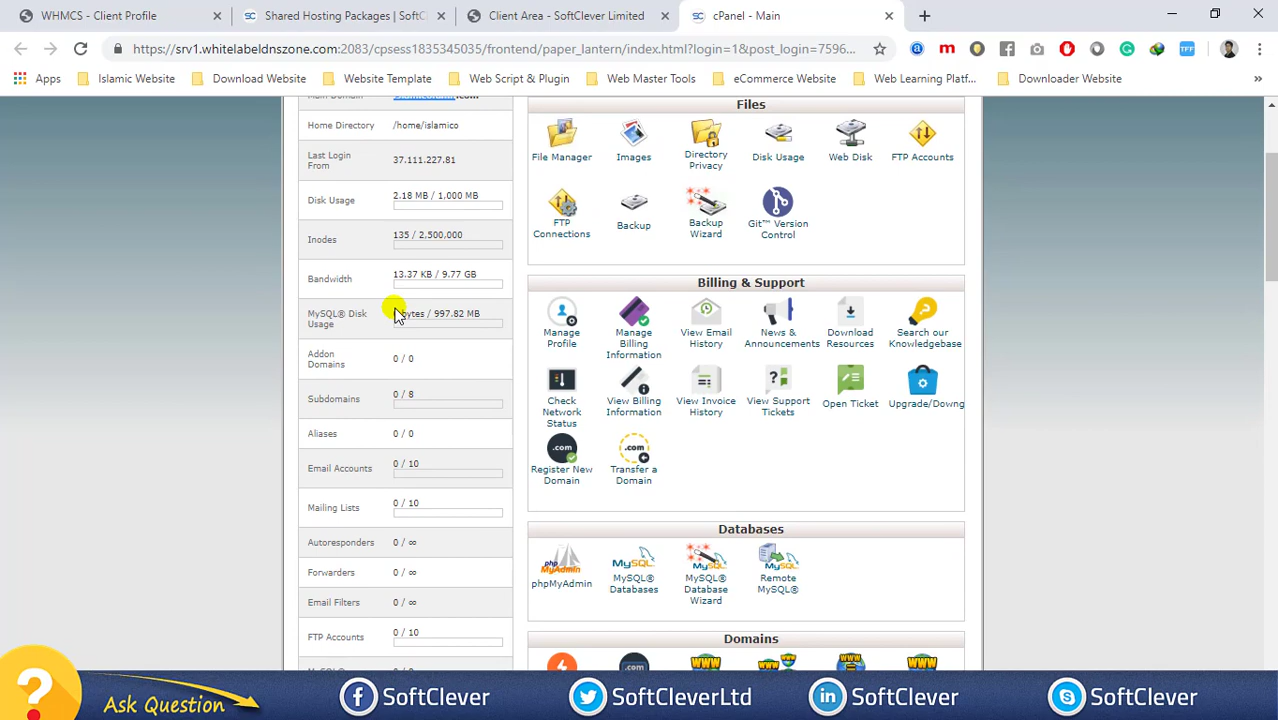 WHMCS - Client Profile
Shared Hosting Packages | SoftC
Client Area - SoftClever Limited
cPanel - Main
https://srv1.whitelabeldnszone.com:2083/cpsess1835345035/frontend/paper_lantern/index.html?login=1&post_login=7596...
Apps
Islamic Website
Download Website
Website Template
Web Script & Plugin
Web Master Tools
eCommerce Website
Web Learning Platf...
Downloader Website
»
Home Directory
/home/islamico
Last Login
From
37.111.227.81
Disk Usage
2.18 MB / 1,000 MB
Inodes
135 / 2,500,000
Bandwidth
13.37 KB / 9.77 GB
MySQL® Disk
Usage
bytes / 997.82 MB
Addon
Domains
0 / 0
Subdomains
0 / 8
Aliases
0 / 0
Email Accounts
0 / 10
Mailing Lists
0 / 10
Autoresponders
0 / ∞
Forwarders
0 / ∞
Email Filters
0 / ∞
FTP Accounts
0 / 10
Files
File Manager
Images
Directory
Privacy
Disk Usage
Web Disk
FTP Accounts
FTP
Connections
Backup
Backup
Wizard
Git™ Version
Control
Billing & Support
Manage
Profile
Manage
Billing
Information
View Email
History
News &
Announcements
Download
Resources
Search our
Knowledgebase
Check
Network
Status
View Billing
Information
View Invoice
History
View Support
Tickets
Open Ticket
Upgrade/Downg
.com
Register New
Domain
.com
Transfer a
Domain
Databases
phpMyAdmin
MySQL®
Databases
MySQL®
Database
Wizard
Remote
MySQL®
Domains
Ask Question
SoftClever
SoftCleverLtd
SoftClever
SoftClever